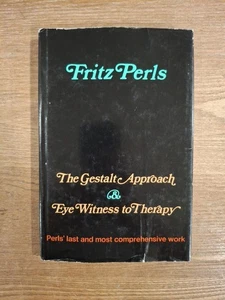 Fritz Perls
The Gestalt Approach
&
Eye Witness to Therapy
Perls' last and most comprehensive work